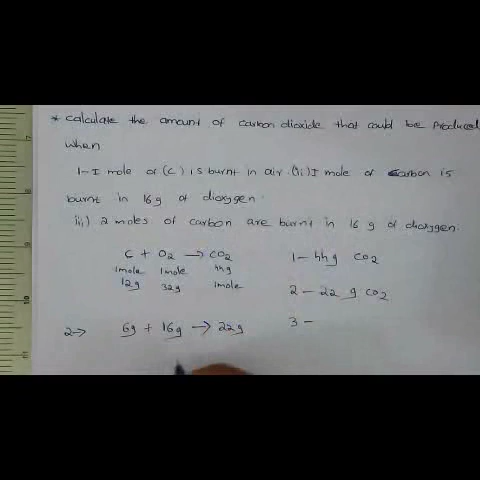 * Calculate the amount of carbon dioxide that could be produced
when
1- I mole of (C) is burnt in air. (ii) I mole of carbon is
burnt in 16g of dioxygen.
iii) 2 moles of carbon are burnt in 16 g of dioxygen.
C + O2 → CO2
1mole 1mole 44g
12g 32g 1mole
1 - 44g CO2
2 - 22 g CO2
2→ 6g + 16g → 22g
3 -